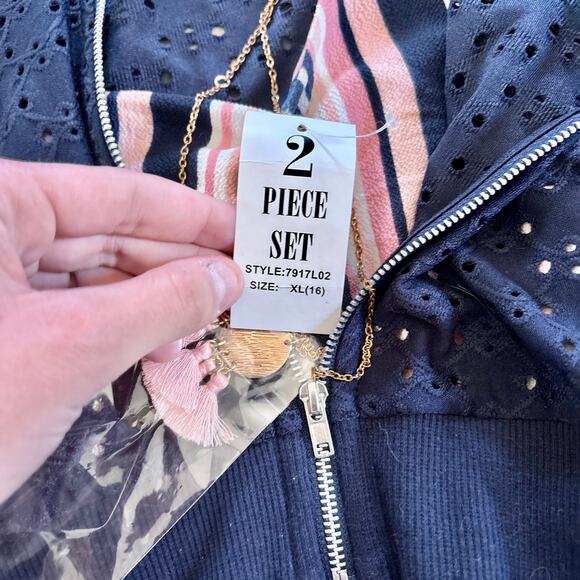 2
PIECE
SET
STYLE:7917L02
SIZE: XL(16)